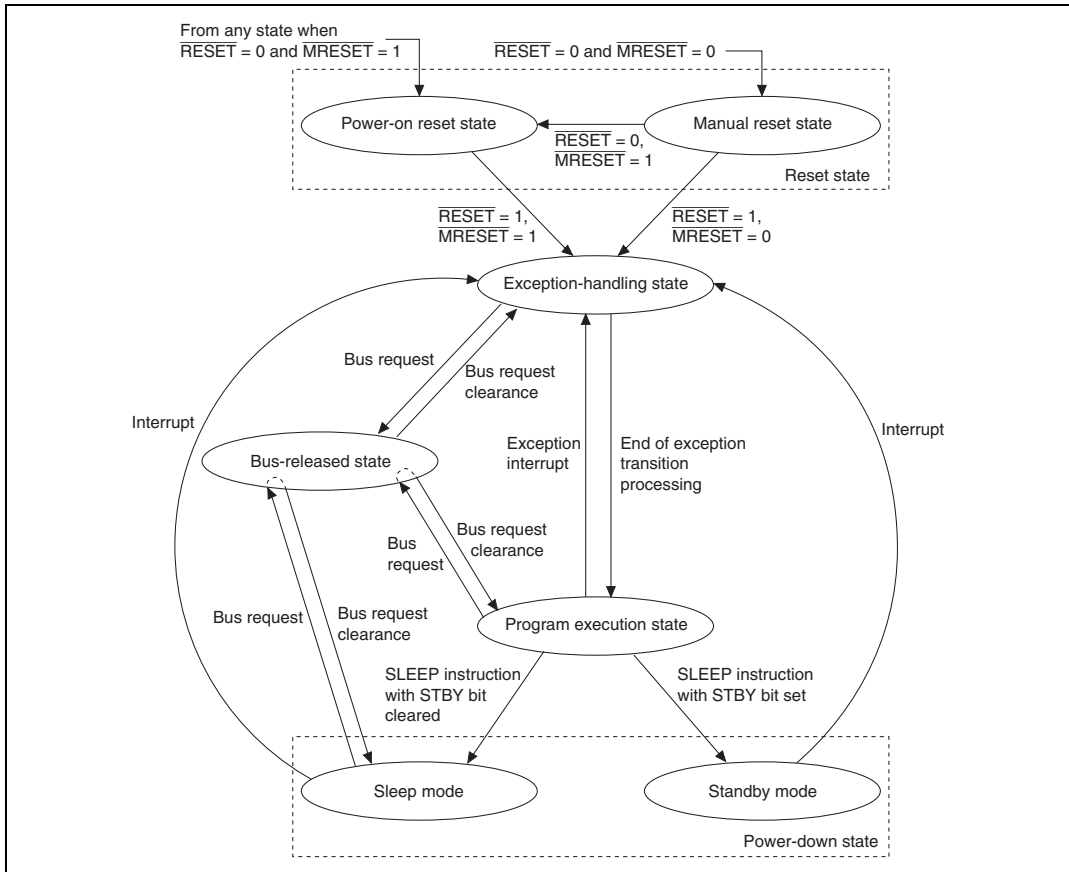 From any state when
RESET = 0 and MRESET = 1
RESET = 0 and MRESET = 0
Power-on reset state
Manual reset state
RESET = 0,
MRESET = 1
Reset state
RESET = 1,
MRESET = 1
RESET = 1,
MRESET = 0
Exception-handling state
Bus request
Bus request
clearance
Interrupt
Interrupt
Exception
interrupt
End of exception
transition
processing
Bus-released state
Bus
request
Bus request
clearance
Bus request
Bus request
clearance
Program execution state
SLEEP instruction
with STBY bit
cleared
SLEEP instruction
with STBY bit set
Sleep mode
Standby mode
Power-down state